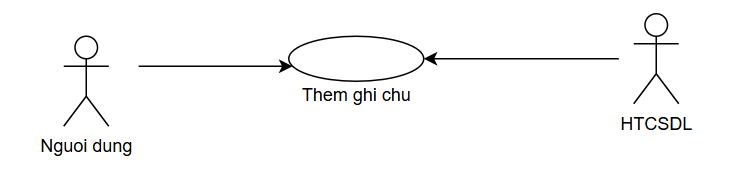 Them ghi chu
HTCSDL
Nguoi dung